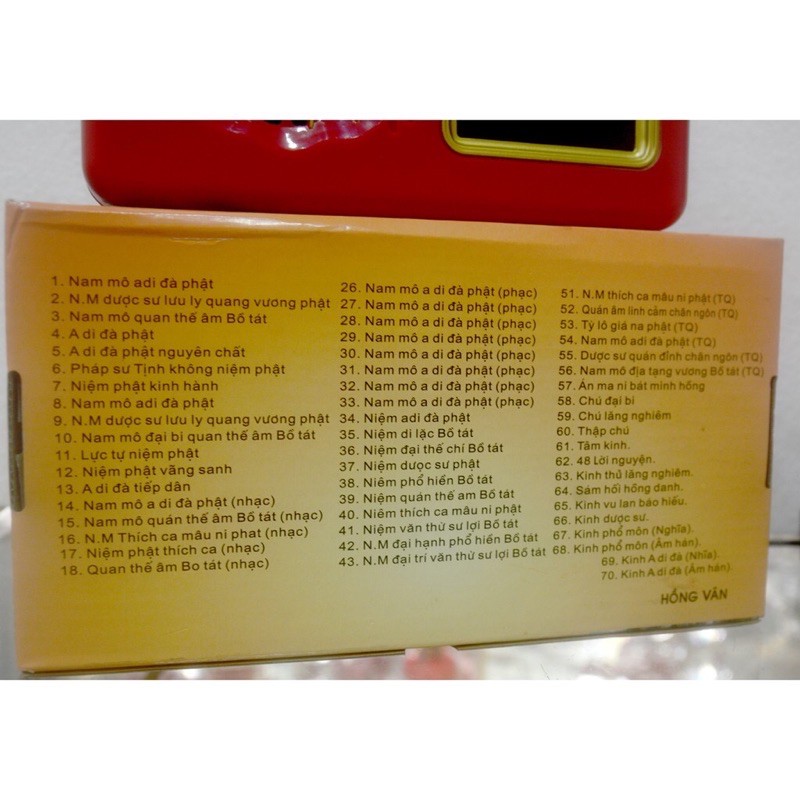 1. Nam mô adi đà phật
2. N.M dược sư lưu ly quang vương phật
3. Nam mô quan thế âm Bồ tát
4. A di đà phật
5. A di đà phật nguyên chất
6. Pháp sư Tịnh không niệm phật
7. Niệm phật kinh hành
8. Nam mô adi đà phật
9. N.M dược sư lưu ly quang vương phật
10. Nam mô đại bi quan thế âm Bồ tát
11. Lực tự niệm phật
12. Niệm phật văng sanh
13. A di đà tiếp dân
14. Nam mô a di đà phật (nhạc)
15. Nam mô quán thế âm Bồ tát (nhạc)
16. N.M Thích ca mâu ni phat (nhạc)
17. Niệm phật thích ca (nhạc)
18. Quan thế âm Bo tát (nhạc)
26. Nam mô a di đà phật (phạc)
27. Nam mô a di đà phật (phạc)
28. Nam mô a di đà phật (phạc)
29. Nam mô a di đà phật (phạc)
30. Nam mô a di đà phật (phạc)
31. Nam mô a di đà phật (phạc)
32. Nam mô a di đà phật (phạc)
33. Nam mô a di đà phật (phạc)
34. Niệm adi đà phật
35. Niệm di lặc Bồ tát
36. Niệm đại thế chí Bồ tát
37. Niệm dược sư phật
38. Niêm phổ hiền Bồ tát
39. Niệm quán thế am Bồ tát
40. Niêm thích ca mâu ni phật
41. Niệm văn thừ sư lợi Bồ tát
42. N.M đại hạnh phổ hiền Bồ tát
43. N.M đại trí văn thừ sư lợi Bồ tát
51. N.M thích ca mâu ni phật (TQ)
52. Quán âm linh cảm chân ngôn (TQ)
53. Tỳ lô giá na phật (TQ)
54. Nam mô adi đà phật (TQ)
55. Dược sư quán đỉnh chân ngôn (TQ)
56. Nam mô địa tạng vương Bồ tát (TQ)
57. Án ma ni bát minh hồng
58. Chú đại bi
59. Chú lăng nghiêm
60. Thập chú
61. Tâm kinh.
62. 48 Lời nguyện.
63. Kinh thủ lăng nghiêm.
64. Sám hối hồng danh.
65. Kinh vu lan báo hiếu.
66. Kinh dược sư.
67. Kinh phổ môn (Nghĩa).
68. Kinh phổ môn (Âm hán).
69. Kinh A di đà (Nhĩa).
70. Kinh A di đà (Âm hán).
HỒNG VÂN